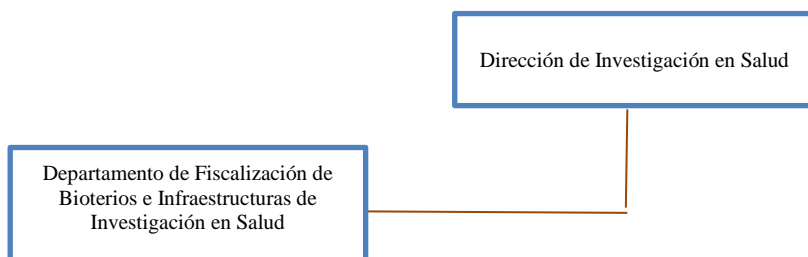 Dirección de Investigación en Salud
Departamento de Fiscalización de
Bioterios e Infraestructuras de
Investigación en Salud